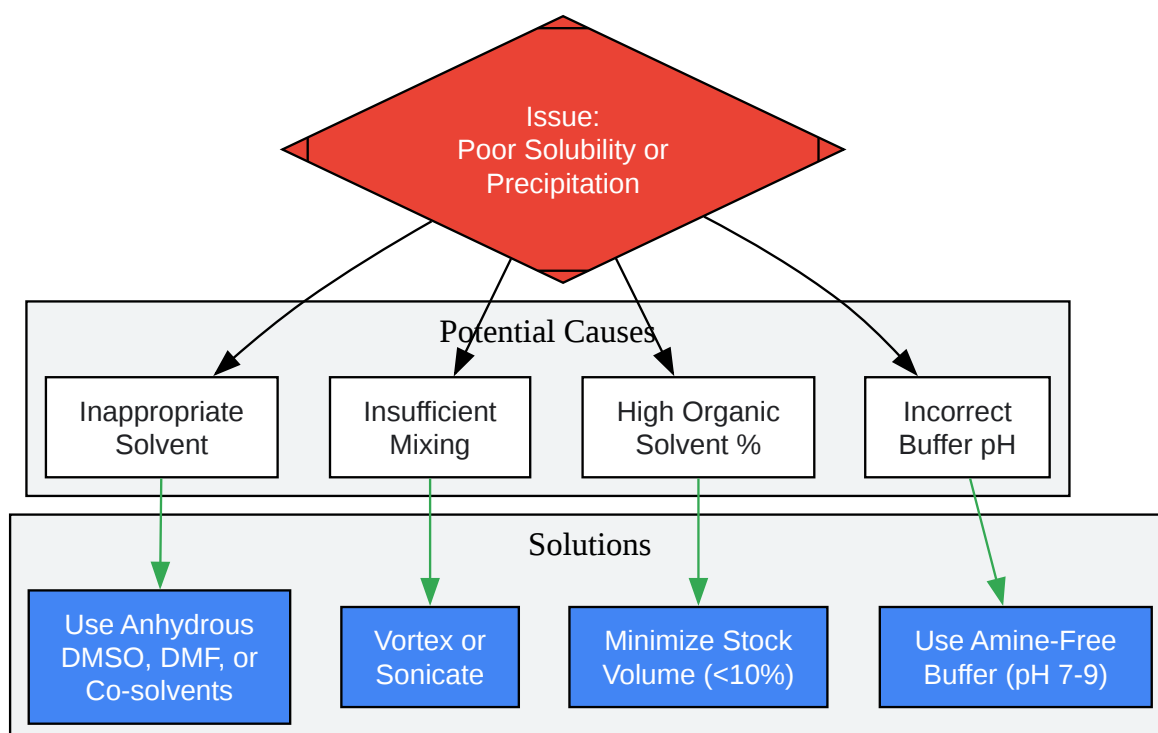 Issue:
Poor Solubility or
Precipitation
Potential Causes
Inappropriate
Solvent
Insufficient
Mixing
High Organic
Solvent %
Incorrect
Buffer pH
Solutions
Use Anhydrous
DMSO, DMF, or
Co-solvents
Vortex or
Sonicate
Minimize Stock
Volume (<10%)
Use Amine-Free
Buffer (pH 7-9)